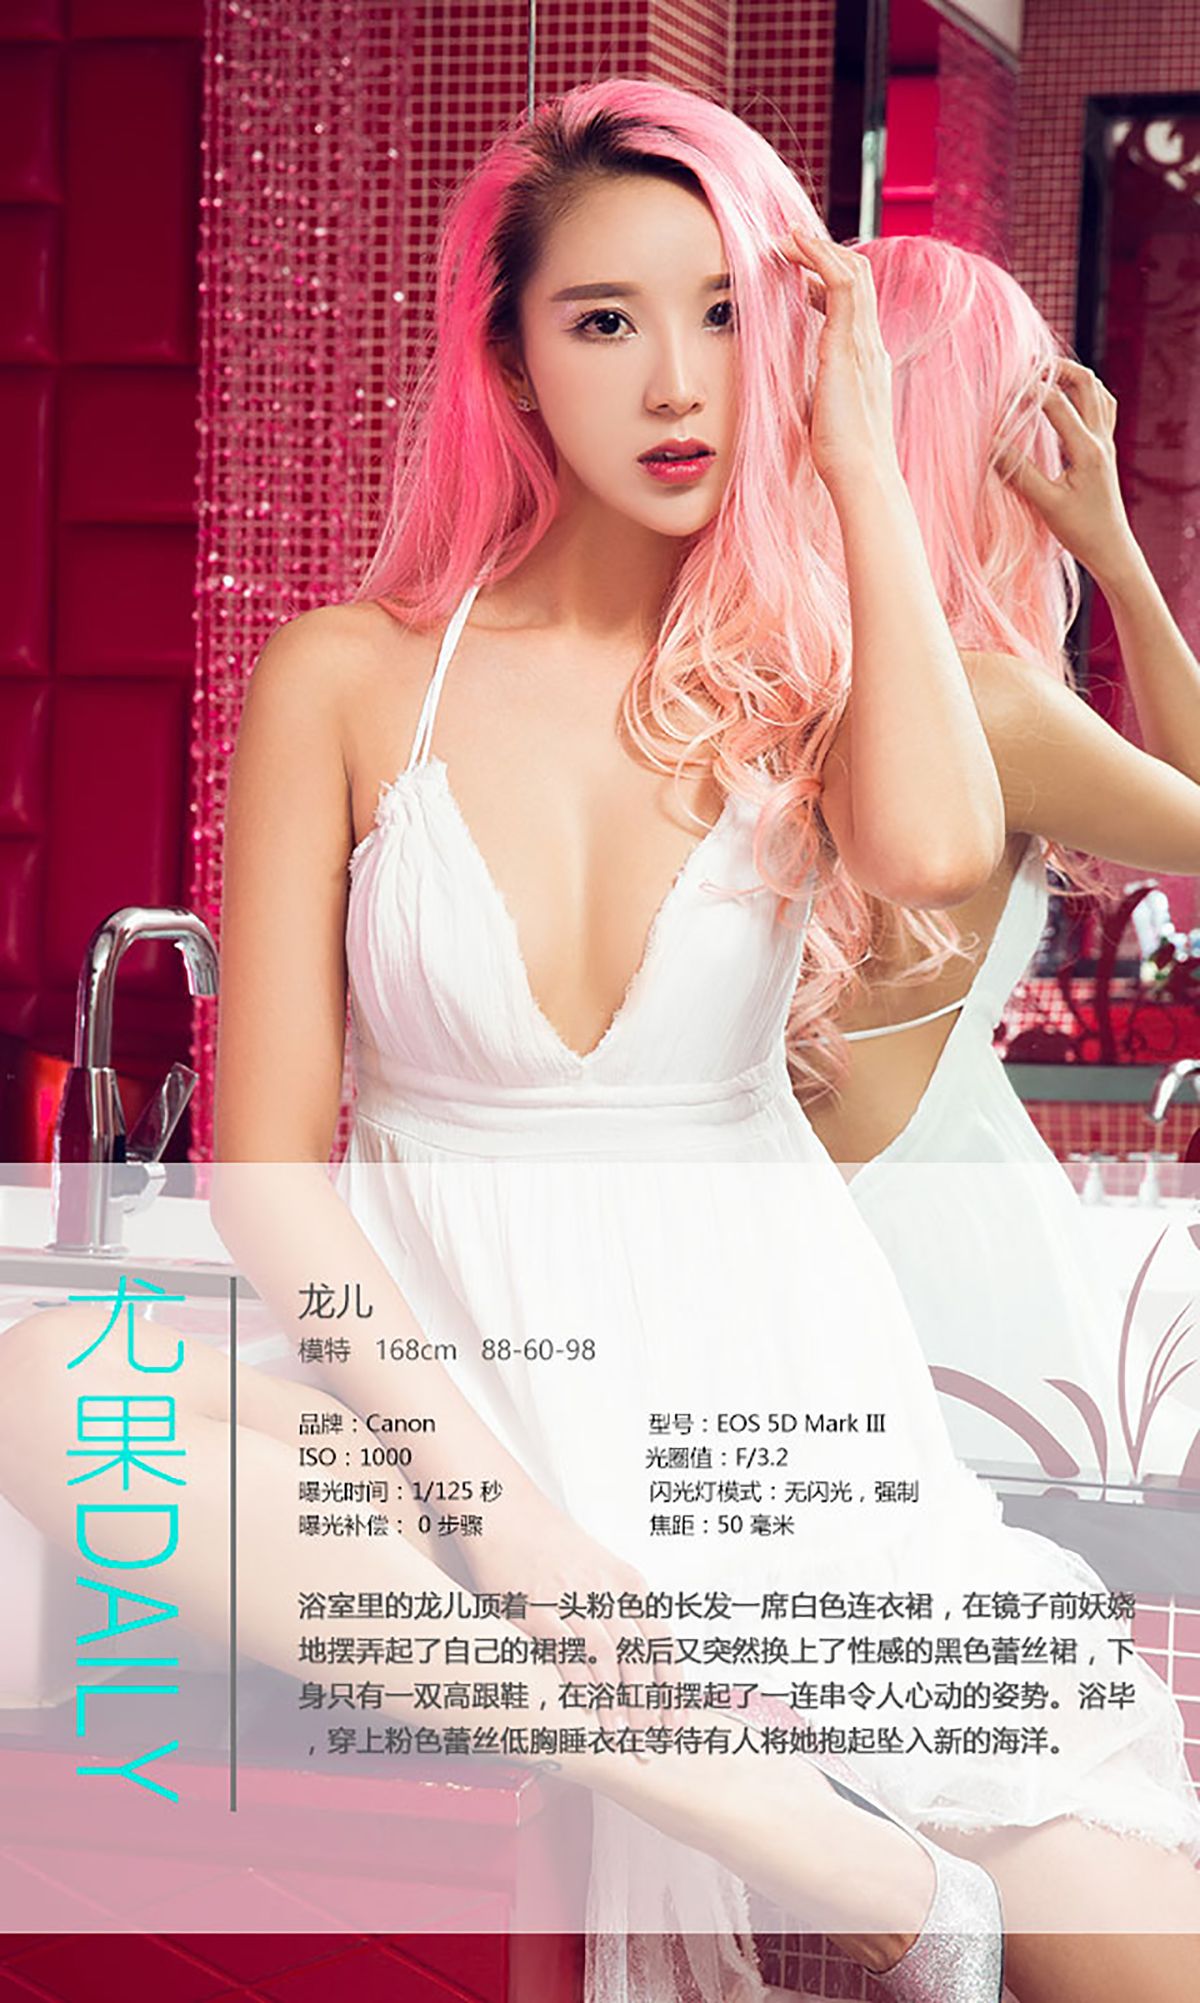 尤果DAILY
龙儿
模特 168cm 88-60-98
品牌：Canon 型号：EOS 5D Mark III
ISO：1000 光圈值：F/3.2
曝光时间：1/125 秒 闪光灯模式：无闪光，强制
曝光补偿： 0 步骤 焦距：50 毫米
浴室里的龙儿顶着一头粉色的长发一席白色连衣裙，在镜子前妖娆
地摆弄起了自己的裙摆。然后又突然换上了性感的黑色蕾丝裙，下
身只有一双高跟鞋，在浴缸前摆起了一连串令人心动的姿势。浴毕
，穿上粉色蕾丝低胸睡衣在等待有人将她抱起坠入新的海洋。